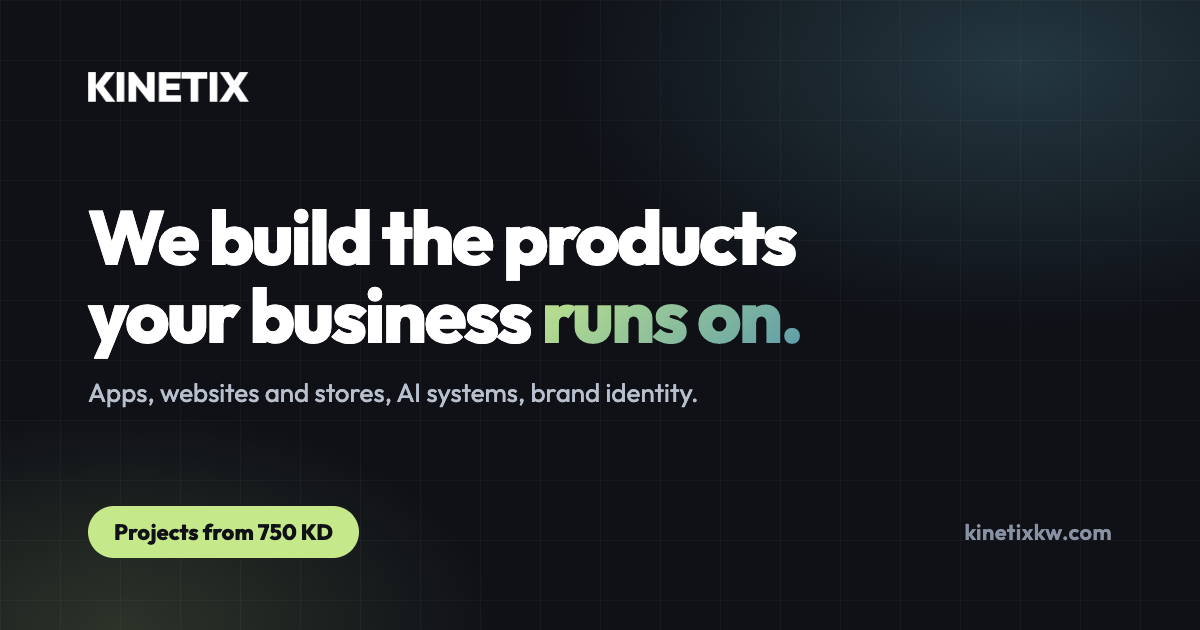 KINETIX
We build the products
your business runs on.
Apps, websites and stores, AI systems, brand identity.
Projects from 750 KD
kinetixkw.com